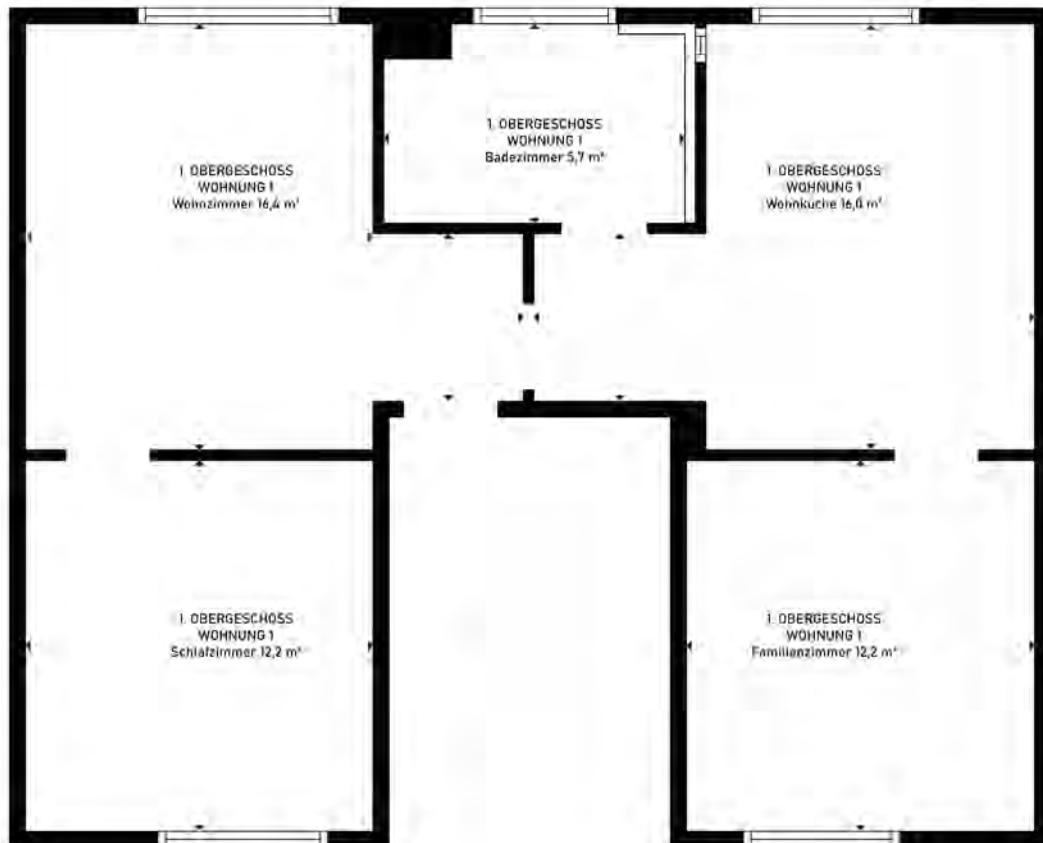 1. OBERGESCHOSS
WOHNUNG 1
Badezimmer 5,7 m²
1. OBERGESCHOSS
WOHNUNG 1
Wohnzimmer 16,4 m²
1. OBERGESCHOSS
WOHNUNG 1
Wohnküche m²
1. OBERGESCHOSS
WOHNUNG 1
Schlafzimmer 12,2 m²
1. OBERGESCHOSS
WOHNUNG 1
Familienzimmer 12,2 m²